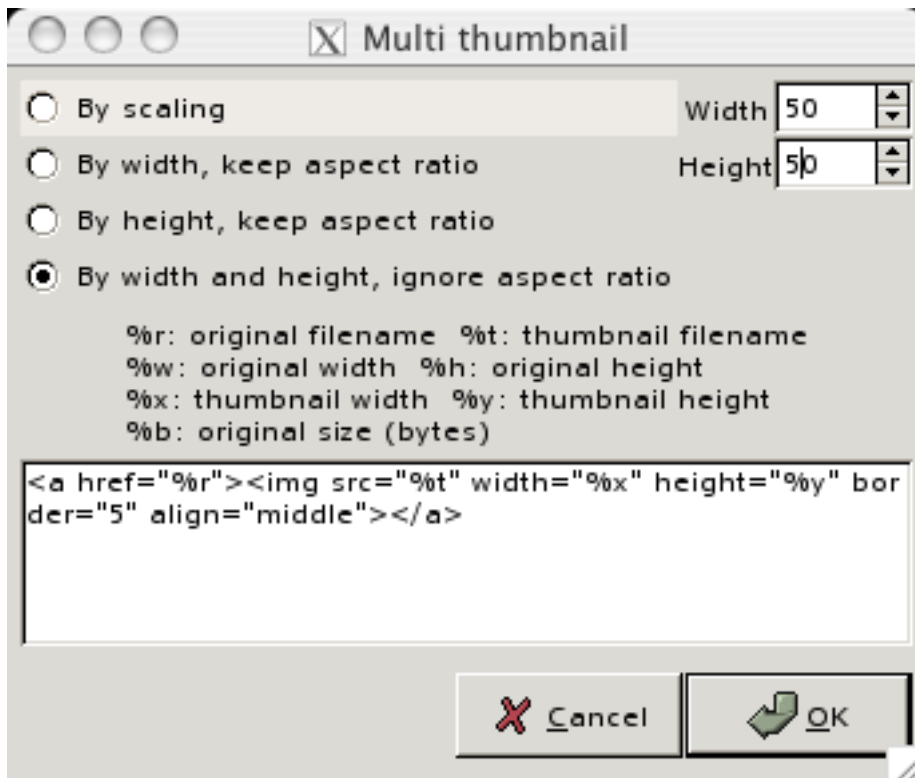 Multi thumbnail
By scaling
Width 50
By width, keep aspect ratio
Height 50
By height, keep aspect ratio
By width and height, ignore aspect ratio
%r: original filename  %t: thumbnail filename
%w: original width  %h: original height
%x: thumbnail width  %y: thumbnail height
%b: original size (bytes)
<a href="%r"><img src="%t" width="%x" height="%y" bor
der="5" align="middle"></a>
Cancel
OK